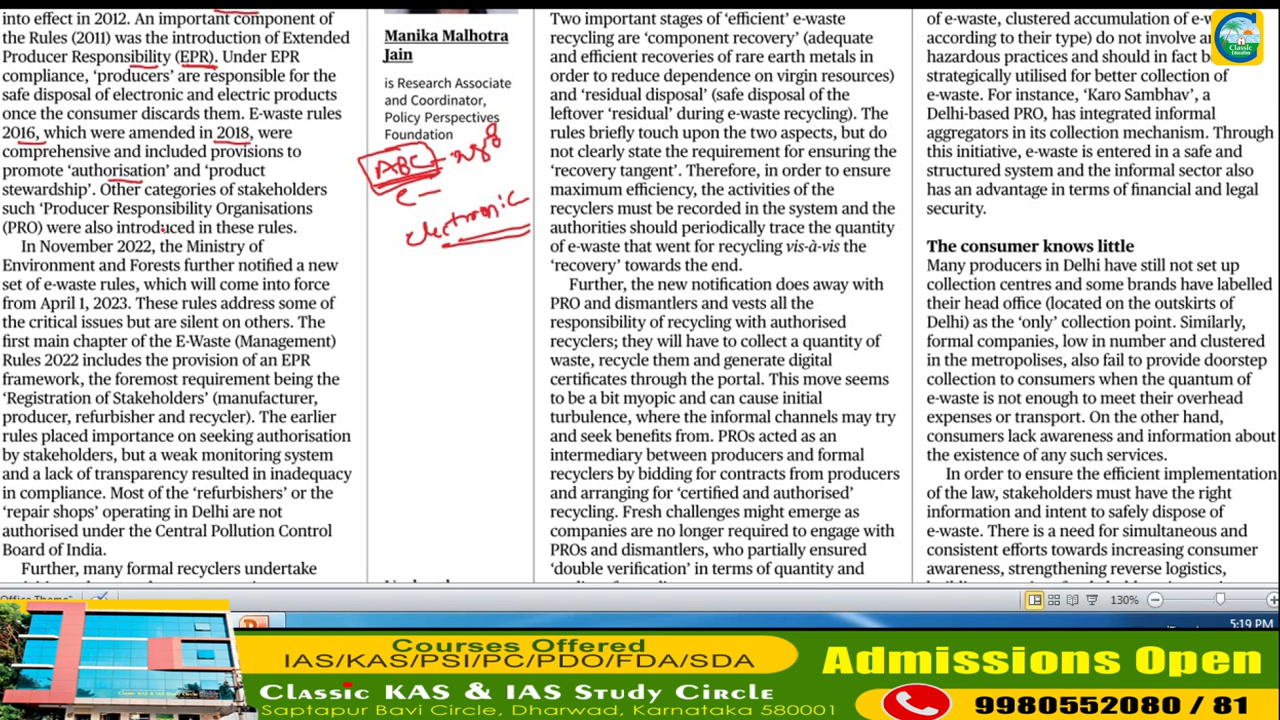 into effect in 2012. An important component of
the Rules (2011) was the introduction of Extended
Producer Responsibility (EPR). Under EPR
compliance, ‘producers’ are responsible for the
safe disposal of electronic and electric products
once the consumer discards them. E-waste rules
2016, which were amended in 2018, were
comprehensive and included provisions to
promote ‘authorisation’ and ‘product
stewardship’. Other categories of stakeholders
such ‘Producer Responsibility Organisations
(PRO) were also introduced in these rules.
In November 2022, the Ministry of
Environment and Forests further notified a new
set of e-waste rules, which will come into force
from April 1, 2023. These rules address some of
the critical issues but are silent on others. The
first main chapter of the E-Waste (Management)
Rules 2022 includes the provision of an EPR
framework, the foremost requirement being the
‘Registration of Stakeholders’ (manufacturer,
producer, refurbisher and recycler). The earlier
rules placed importance on seeking authorisation
by stakeholders, but a weak monitoring system
and a lack of transparency resulted in inadequacy
in compliance. Most of the ‘refurbishers’ or the
‘repair shops’ operating in Delhi are not
authorised under the Central Pollution Control
Board of India.
Further, many formal recyclers undertake
Manika Malhotra
Jain
is Research Associate
and Coordinator,
Policy Perspectives
Foundation
ABC
e –
electronic
Two important stages of ‘efficient’ e-waste
recycling are ‘component recovery’ (adequate
and efficient recoveries of rare earth metals in
order to reduce dependence on virgin resources)
and ‘residual disposal’ (safe disposal of the
leftover ‘residual’ during e-waste recycling). The
rules briefly touch upon the two aspects, but do
not clearly state the requirement for ensuring the
‘recovery tangent’. Therefore, in order to ensure
maximum efficiency, the activities of the
recyclers must be recorded in the system and the
authorities should periodically trace the quantity
of e-waste that went for recycling vis-à-vis the
‘recovery’ towards the end.
Further, the new notification does away with
PRO and dismantlers and vests all the
responsibility of recycling with authorised
recyclers; they will have to collect a quantity of
waste, recycle them and generate digital
certificates through the portal. This move seems
to be a bit myopic and can cause initial
turbulence, where the informal channels may try
and seek benefits from. PROs acted as an
intermediary between producers and formal
recyclers by bidding for contracts from producers
and arranging for ‘certified and authorised’
recycling. Fresh challenges might emerge as
companies are no longer required to engage with
PROs and dismantlers, who partially ensured
‘double verification’ in terms of quantity and
of e-waste, clustered accumulation of
according to their type) do not involve
hazardous practices and should in fact
strategically utilised for better collection of
e-waste. For instance, ‘Karo Sambhav’, a
Delhi-based PRO, has integrated informal
aggregators in its collection mechanism. Through
this initiative, e-waste is entered in a safe and
structured system and the informal sector also
has an advantage in terms of financial and legal
security.
The consumer knows little
Many producers in Delhi have still not set up
collection centres and some brands have labelled
their head office (located on the outskirts of
Delhi) as the ‘only’ collection point. Similarly,
formal companies, low in number and clustered
in the metropolises, also fail to provide doorstep
collection to consumers when the quantum of
e-waste is not enough to meet their overhead
expenses or transport. On the other hand,
consumers lack awareness and information about
the existence of any such services.
In order to ensure the efficient implementation
of the law, stakeholders must have the right
information and intent to safely dispose of
e-waste. There is a need for simultaneous and
consistent efforts towards increasing consumer
awareness, strengthening reverse logistics,
Classic
Education
130%
5:19 PM
Courses Offered
IAS/KAS/PSI/PC/PDO/FDA/SDA
Classic KAS & IAS Study Circle
Saptapur Bavi Circle, Dharwad, Karnataka 580001
Admissions Open
9980552080 / 81